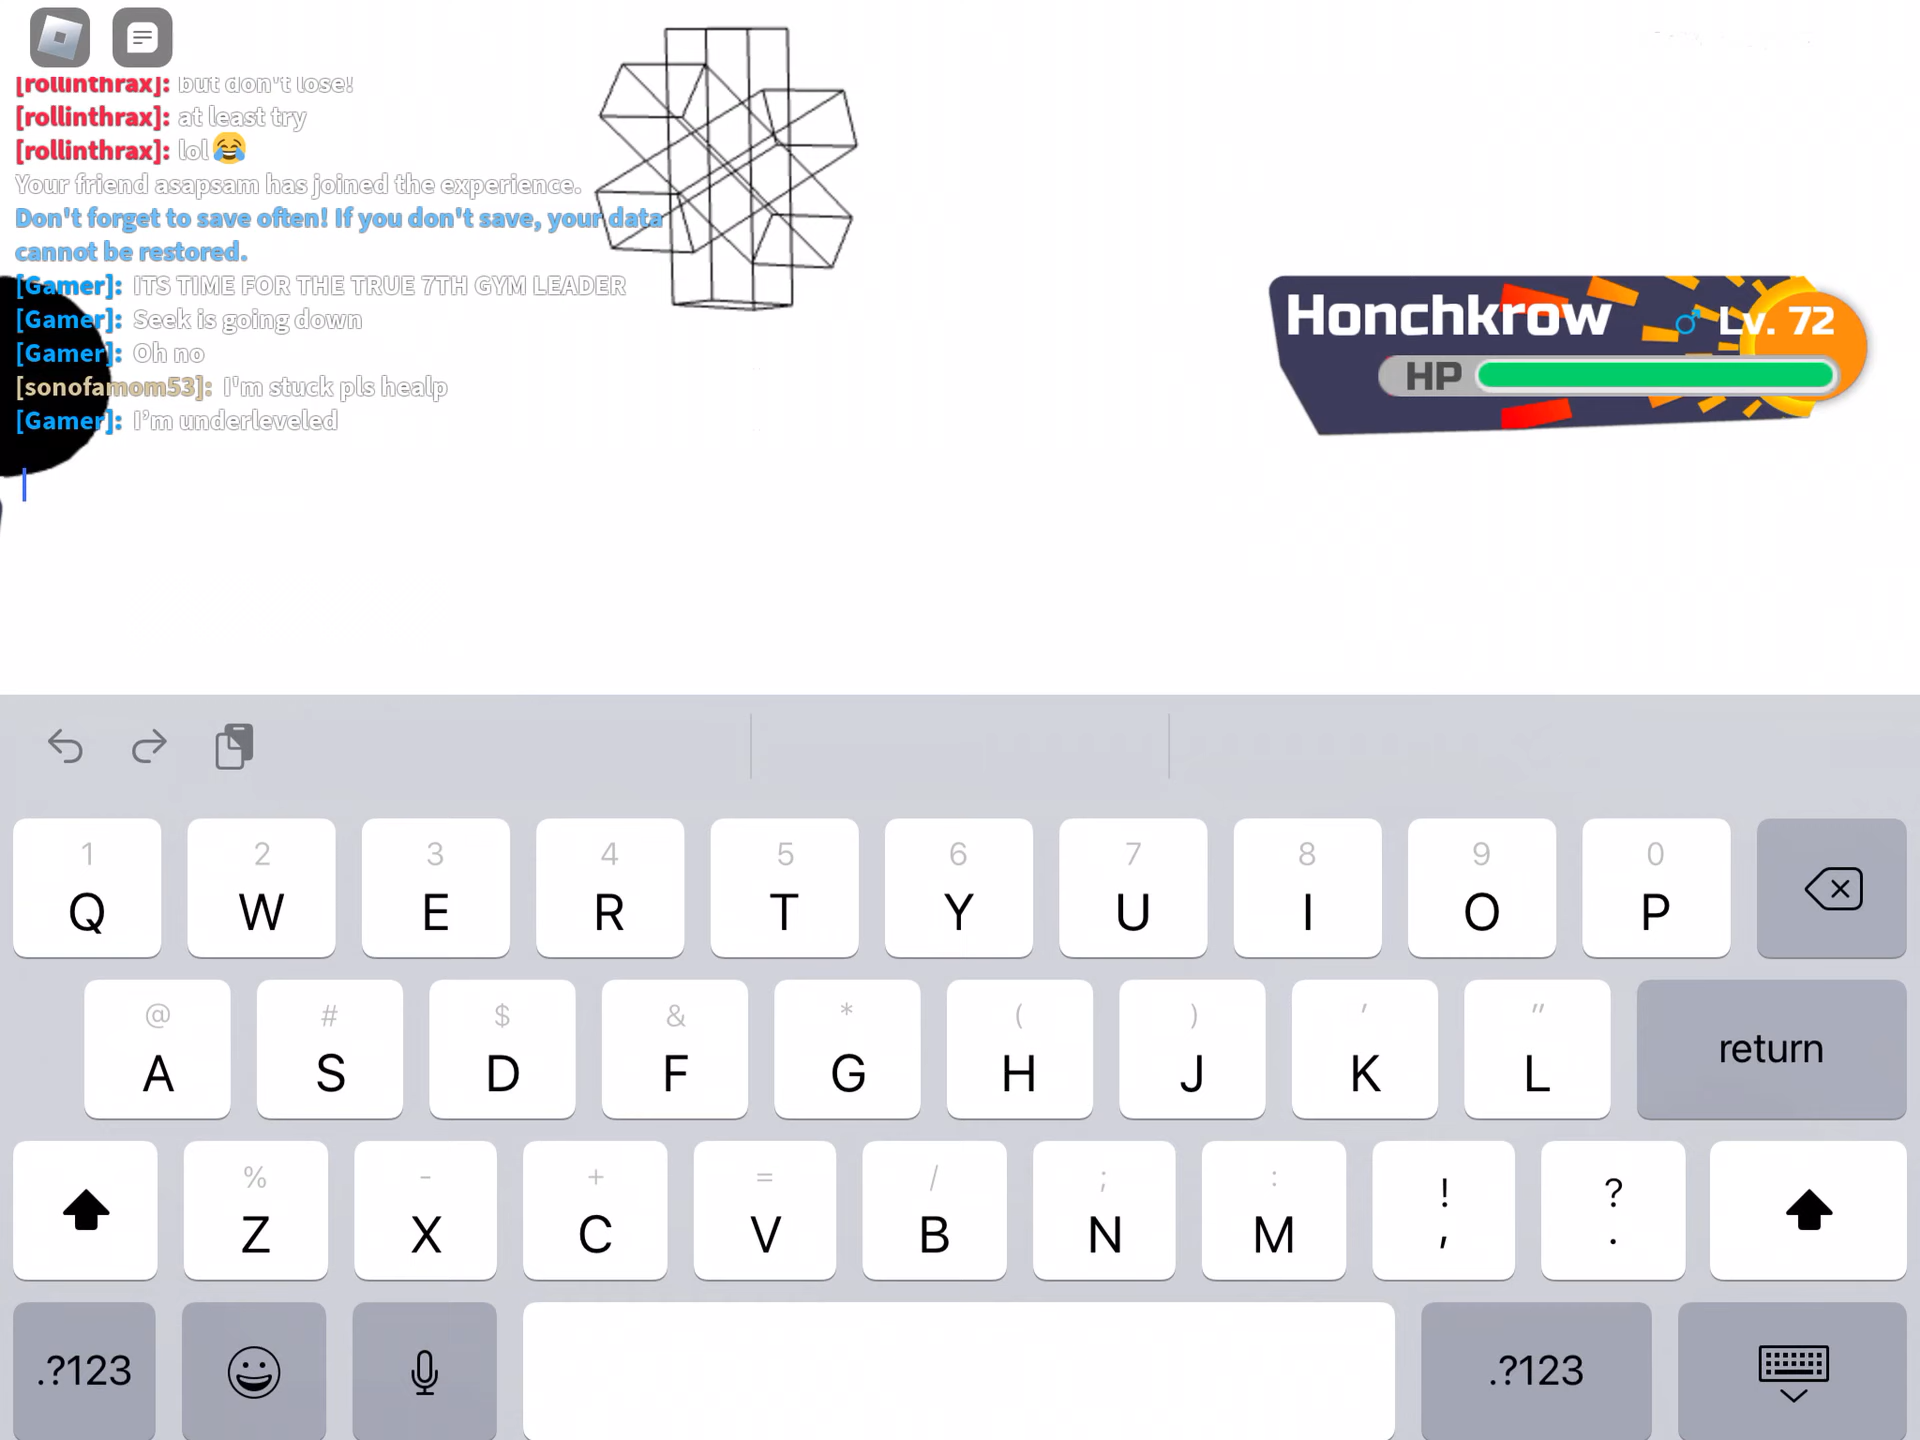 [rollinthrax]: but don't lose!
[rollinthrax]: at least try
[rollinthrax]: lol😂
Your friend asapsam has joined the experience.
Don't forget to save often! If you don't save, your data
cannot be restored.
[Gamer]: ITS TIME FOR THE TRUE 7TH GYM LEADER
[Gamer]: Seek is going down
[Gamer]: Oh no
[sonofamom53]: I'm stuck pls healp
[Gamer]: I’m underleveled
Honchkrow ♂ Lv. 72
HP
1 2 3 4 5 6 7 8 9 0
Q W E R T Y U I O P
@ # $ & * ( ) ' "
A S D F G H J K L return
% - + = / ; : ! ?
Z X C V B N M , .
.?123 .?123